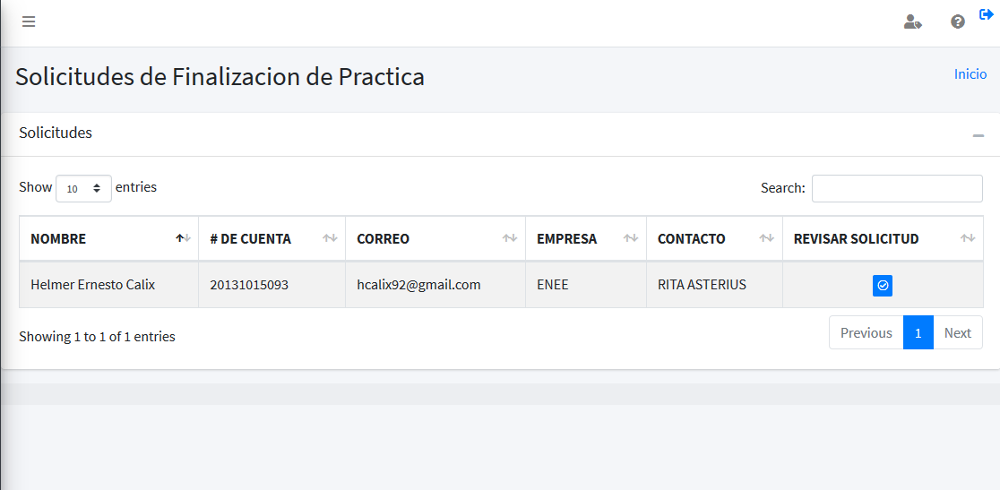 Solicitudes de Finalizacion de Practica
Inicio
Solicitudes
Show 10 entries
Search:
NOMBRE # DE CUENTA CORREO EMPRESA CONTACTO REVISAR SOLICITUD
Helmer Ernesto Calix 20131015093 hcalix92@gmail.com ENEE RITA ASTERIUS
Showing 1 to 1 of 1 entries
Previous 1 Next